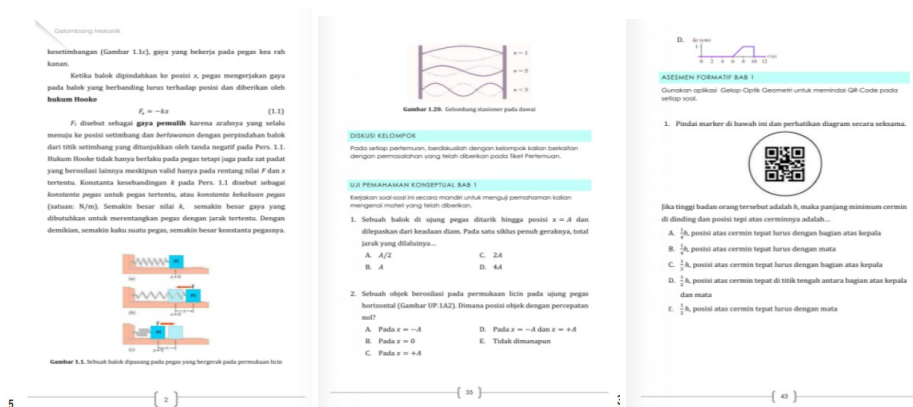 Gelombang Mekanik
kesetimbangan (Gambar 1.1c), gaya yang bekerja pada pegas kea rah
kanan.
Ketika balok dipindahkan ke posisi x, pegas mengerjakan gaya
pada balok yang berbanding lurus terhadap posisi dan diberikan oleh
hukum Hooke
Fₛ = −kx (1.1)
Fₛ disebut sebagai gaya pemulih karena arahnya yang selalu
menuju ke posisi setimbang dan berlawanan dengan perpindahan balok
dari titik setimbang yang ditunjukkan oleh tanda negatif pada Pers. 1.1.
Hukum Hooke tidak hanya berlaku pada pegas tetapi juga pada zat padat
yang berosilasi lainnya meskipun valid hanya pada rentang nilai F dan x
tertentu. Konstanta kesebandingan k pada Pers. 1.1 disebut sebagai
konstanta pegas untuk pegas tertentu, atau konstanta kekakuan pegas
(satuan: N/m). Semakin besar nilai k, semakin besar gaya yang
dibutuhkan untuk merentangkan pegas dengan jarak tertentu. Dengan
demikian, semakin kaku suatu pegas, semakin besar konstanta pegasnya.
(a)
(b)
(c)
Gambar 1.1. Sebuah balok dipasang pada pegas yang bergerak pada permukaan licin
5
2
n = 1
n = 2
n = 3
Gambar 1.20. Gelombang stasioner pada dawai
DISKUSI KELOMPOK
Pada setiap pertemuan, berdiskusilah dengan kelompok kalian berkaitan
dengan permasalahan yang telah diberikan pada Tiket Pertemuan.
UJI PEMAHAMAN KONSEPTUAL BAB 1
Kerjakan soal-soal ini secara mandiri untuk menguji pemahaman kalian
mengenai materi yang telah diberikan.
1. Sebuah balok di ujung pegas ditarik hingga posisi x = A dan
dilepaskan dari keadaan diam. Pada satu siklus penuh geraknya, total
jarak yang dilaluinya...
A. A/2 C. 2A
B. A D. 4A
2. Sebuah objek berosilasi pada permukaan licin pada ujung pegas
horizontal (Gambar UP.1A2). Dimana posisi objek dengan percepatan
nol?
A. Pada x = −A D. Pada x = −A dan x = +A
B. Pada x = 0 E. Tidak dimanapun
C. Pada x = +A
35
D.
0 2 4 6 8 10 12
ASESMEN FORMATIF BAB 1
Gunakan aplikasi Gelop-Optik Geometri untuk memindai QR-Code pada
setiap soal.
1. Pindai marker di bawah ini dan perhatikan diagram secara seksama.
Jika tinggi badan orang tersebut adalah h, maka panjang minimum cermin
di dinding dan posisi tepi atas cerminnya adalah...
A. h, posisi atas cermin tepat lurus dengan bagian atas kepala
B. h, posisi atas cermin tepat lurus dengan mata
C. h, posisi atas cermin tepat lurus dengan bagian atas kepala
D. h, posisi atas cermin tepat di titik tengah antara bagian atas kepala
dan mata
E. h, posisi atas cermin tepat lurus dengan mata
43